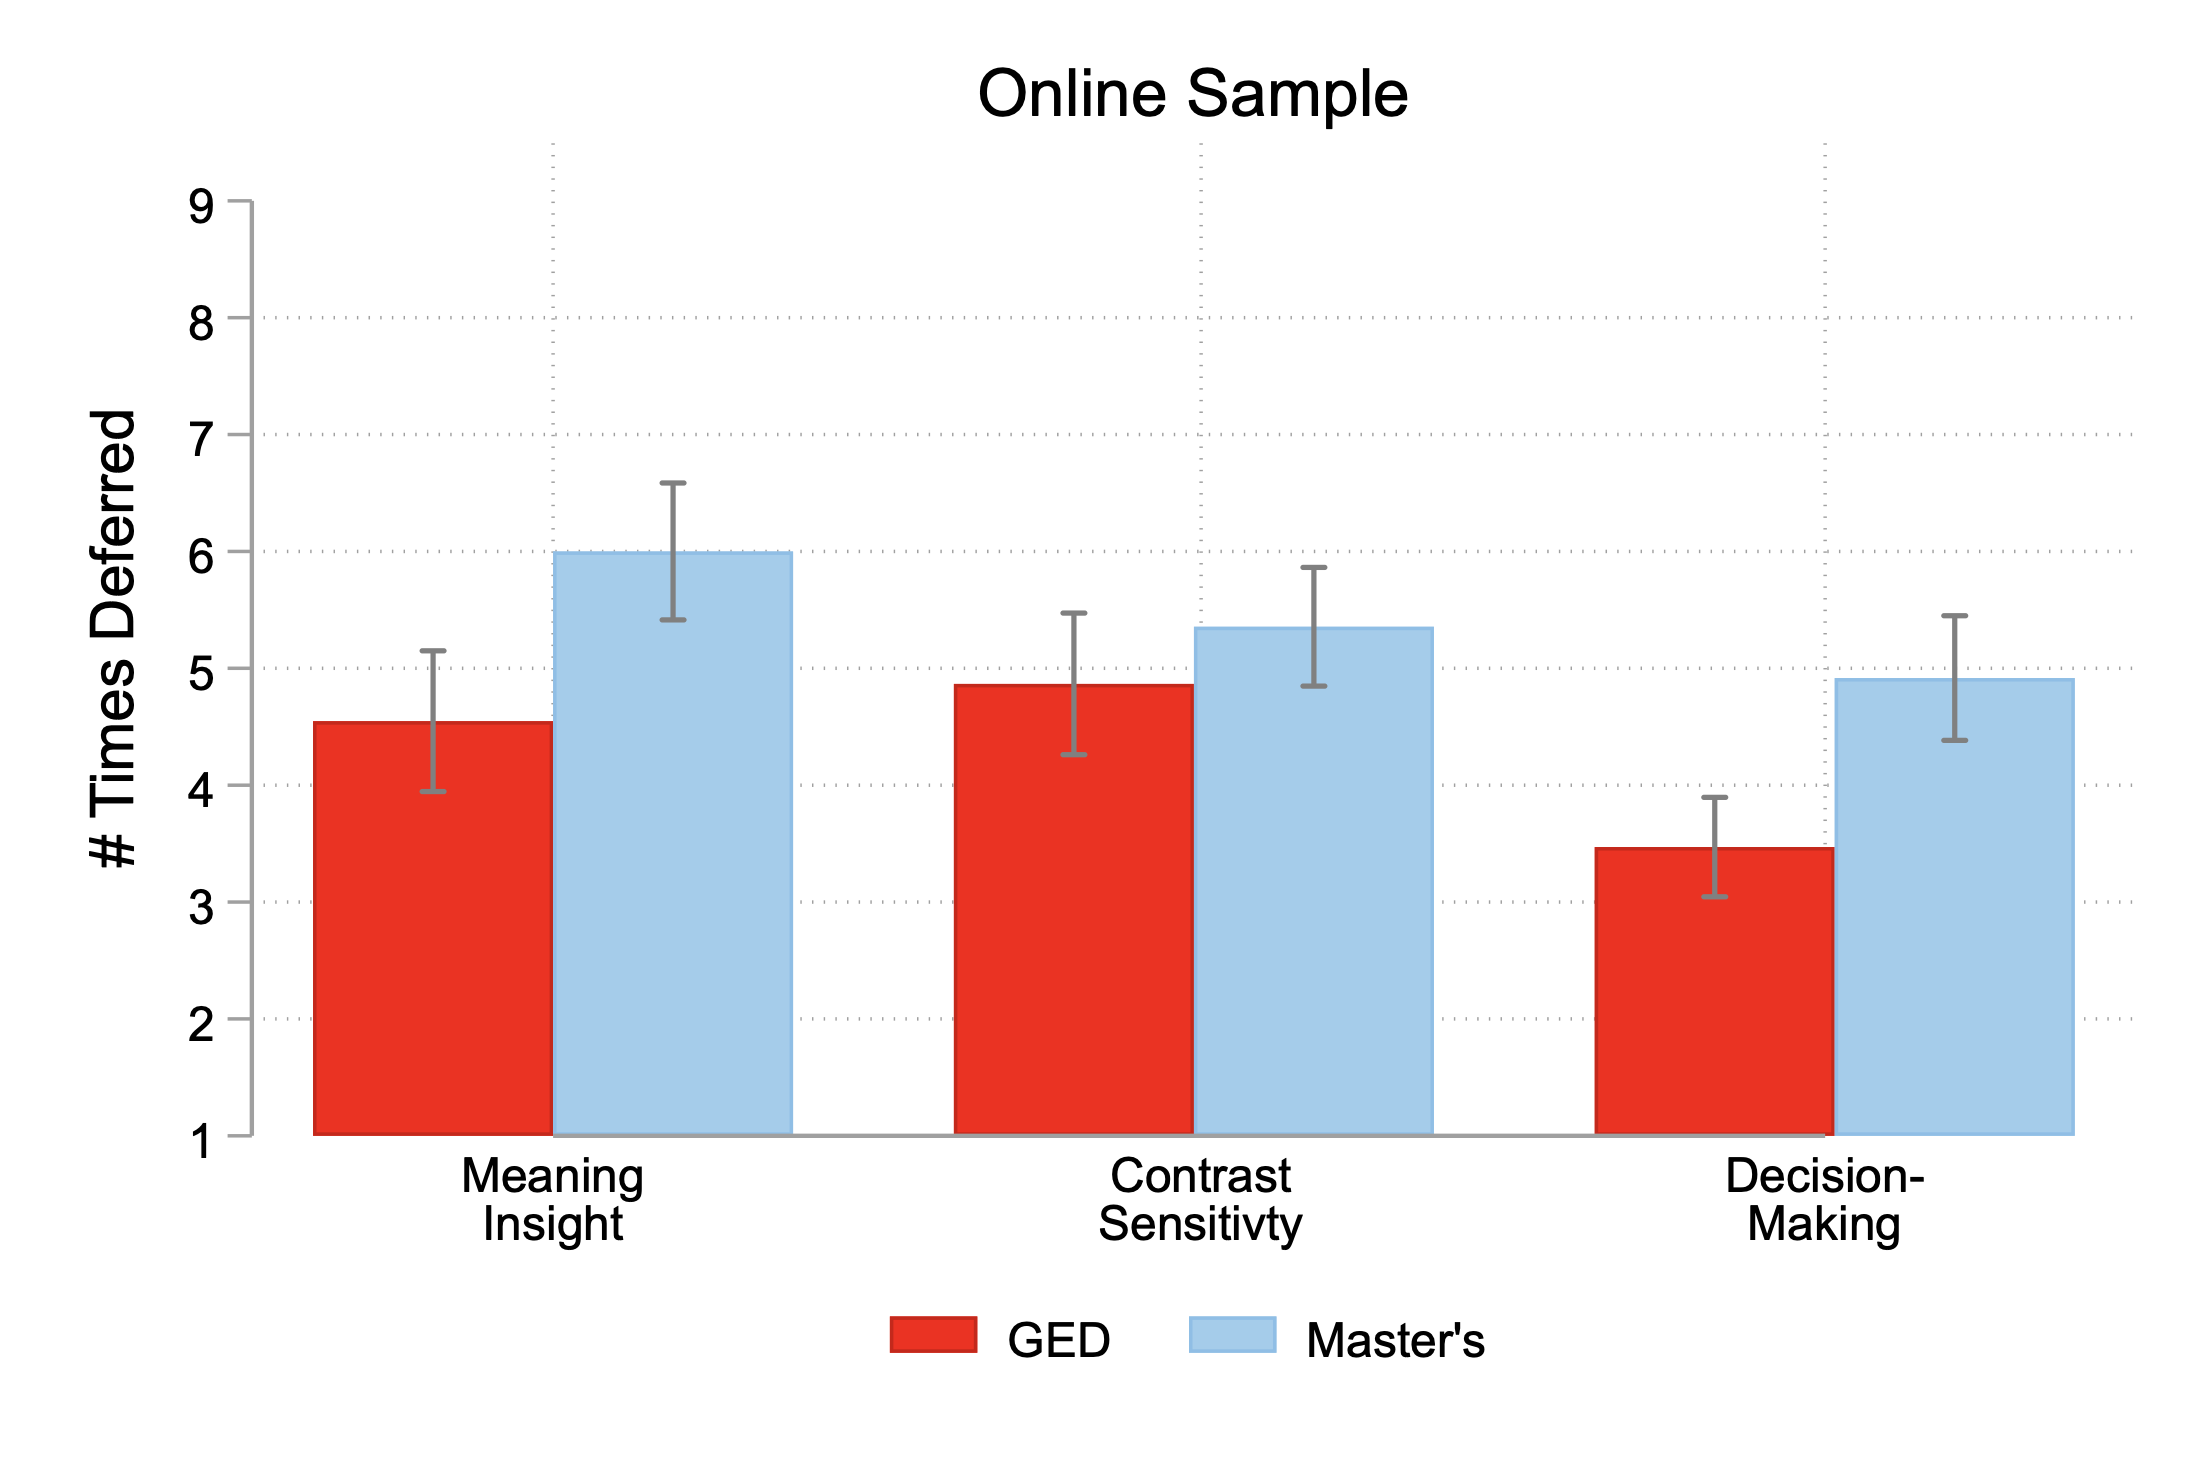 Online Sample
# Times Deferred
9
8
7
6
5
4
3
2
1
Meaning
Insight
Contrast
Sensitivty
Decision-
Making
GED
Master's